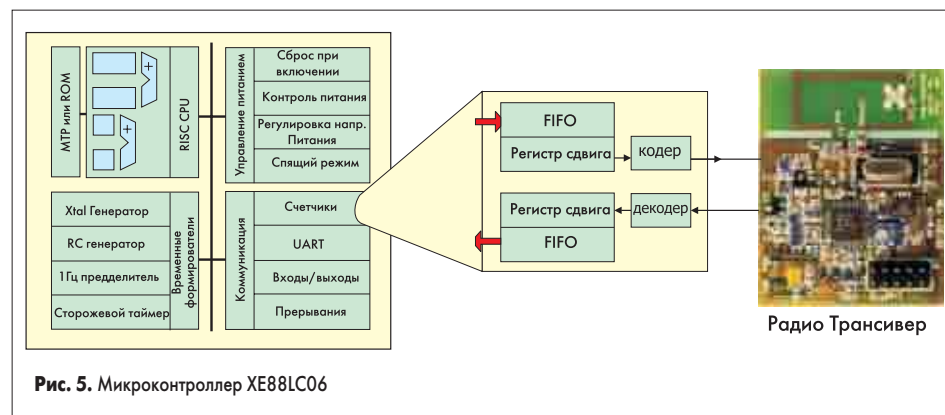 MTP или ROM
+
+
RISC CPU
Управление питанием
Сброс при
включении
Контроль питания
Регулировка напр.
Питания
Спящий режим
Xtal Генератор
RC генератор
1Гц предделитель
Сторожевой таймер
Временные
формирователи
Коммуникация
Счетчики
UART
Входы/выходы
Прерывания
FIFO
Регистр сдвига
кодер
Регистр сдвига
декодер
FIFO
Радио Трансивер
Рис. 5. Микроконтроллер XE88LC06